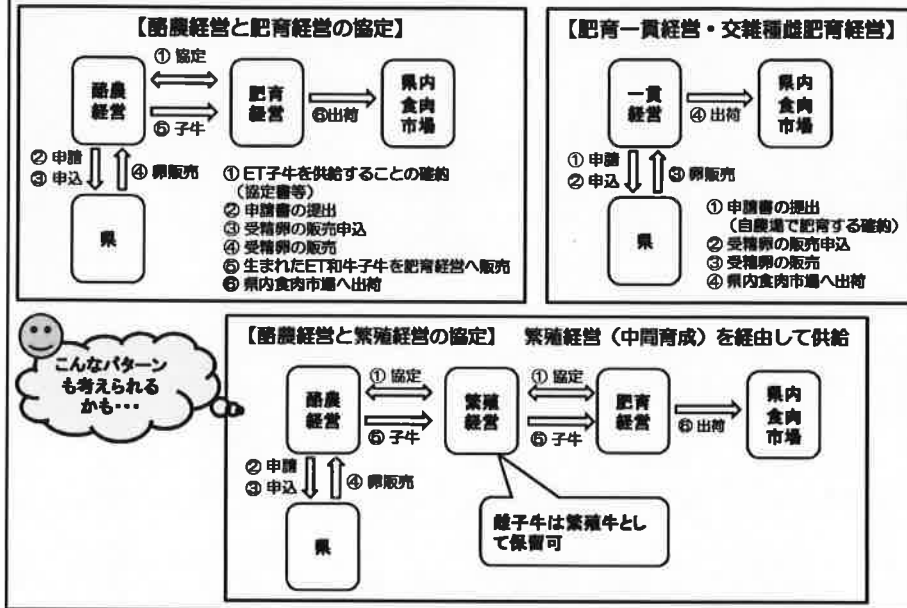 【酪農経営と肥育経営の協定】
① 協定
酪農
経営
肥育
経営
県内
食肉
市場
⑤ 子牛
⑥出荷
② 申請
③ 申込
④ 卵販売
県
① ET子牛を供給することの確約
(協定書等)
② 申請書の提出
③ 受精卵の販売申込
④ 受精卵の販売
⑤ 生まれたET和牛子牛を肥育経営へ販売
⑥ 県内食肉市場へ出荷
【肥育一貫経営・交雑種雌肥育経営】
一貫
経営
県内
食肉
市場
④ 出荷
① 申請
② 申込
③ 卵販売
県
① 申請書の提出
(自農場で肥育する確約)
② 受精卵の販売申込
③ 受精卵の販売
④ 県内食肉市場へ出荷
こんなパターン
も考えられる
かも・・・
【酪農経営と繁殖経営の協定】 繁殖経営(中間育成)を経由して供給
① 協定
① 協定
酪農
経営
繁殖
経営
肥育
経営
県内
食肉
市場
⑤ 子牛
⑤ 子牛
⑥ 出荷
② 申請
③ 申込
④ 卵販売
県
雌子牛は繁殖牛とし
て保留可